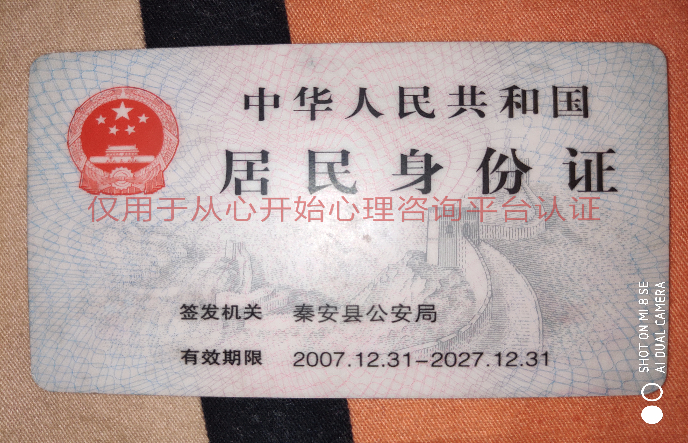 中华人民共和国
居民身份证
仅用于从心开始心理咨询平台认证
签发机关 秦安县公安局
有效期限 2007.12.31-2027.12.31
SHOT ON MI 8 SE
AI DUAL CAMERA